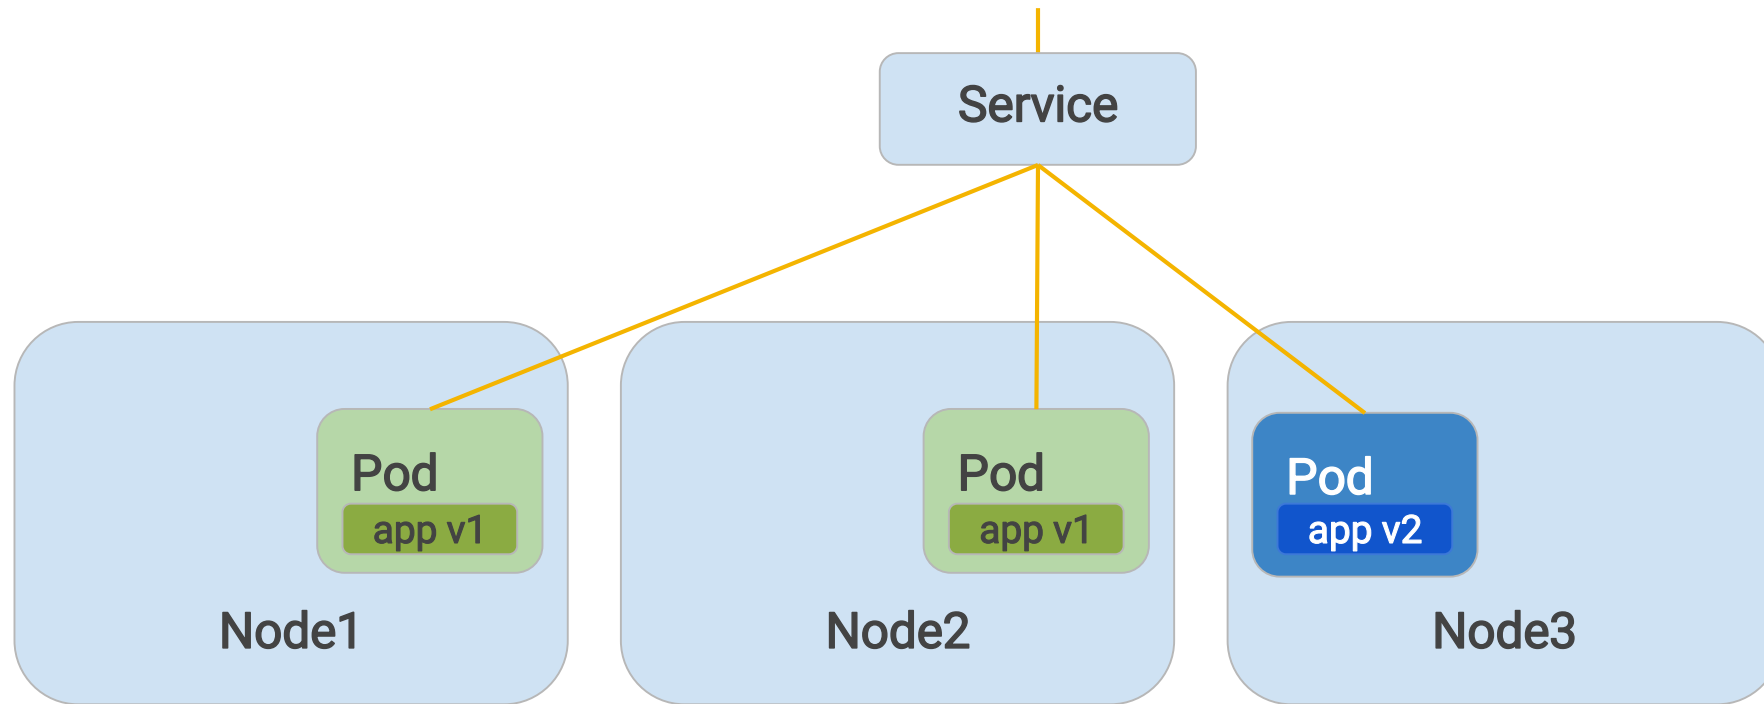 Service
Pod
app v1
Node1
Pod
app v1
Node2
Pod
app v2
Node3